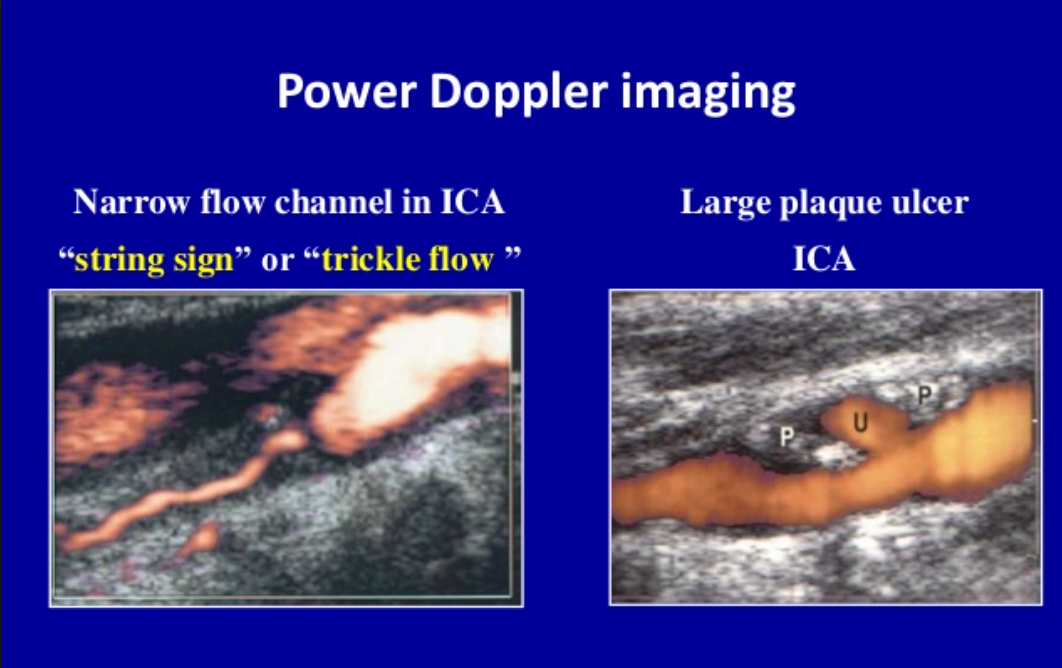 Power Doppler imaging
Narrow flow channel in ICA
“string sign” or “trickle flow ”
Large plaque ulcer
ICA
P
U
P